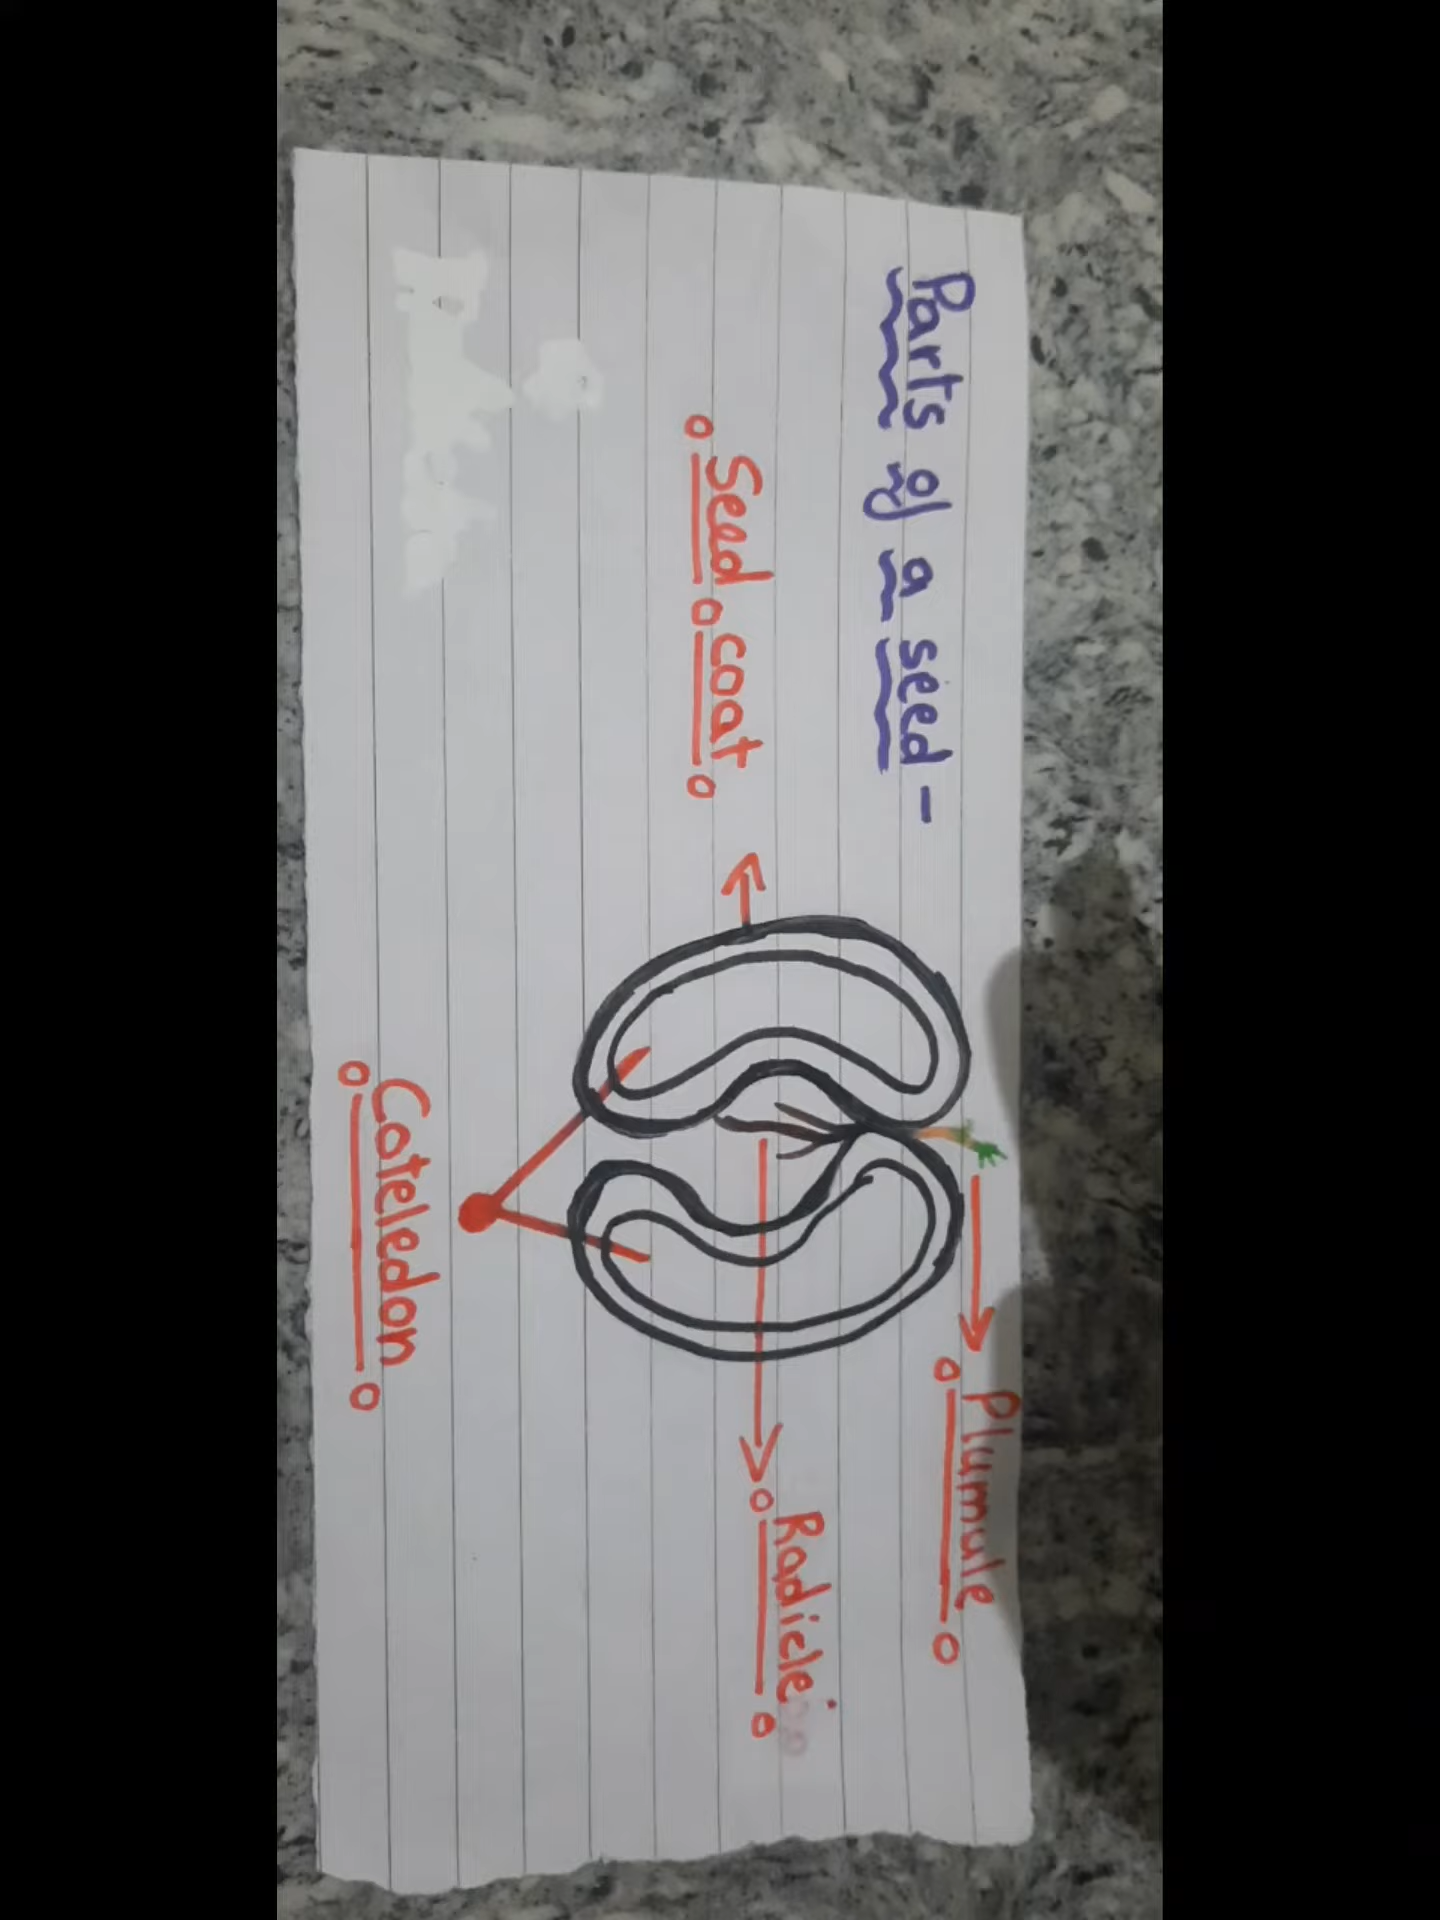 Parts of a seed-
Plumule
Seed coat
Radicle
Coteledon